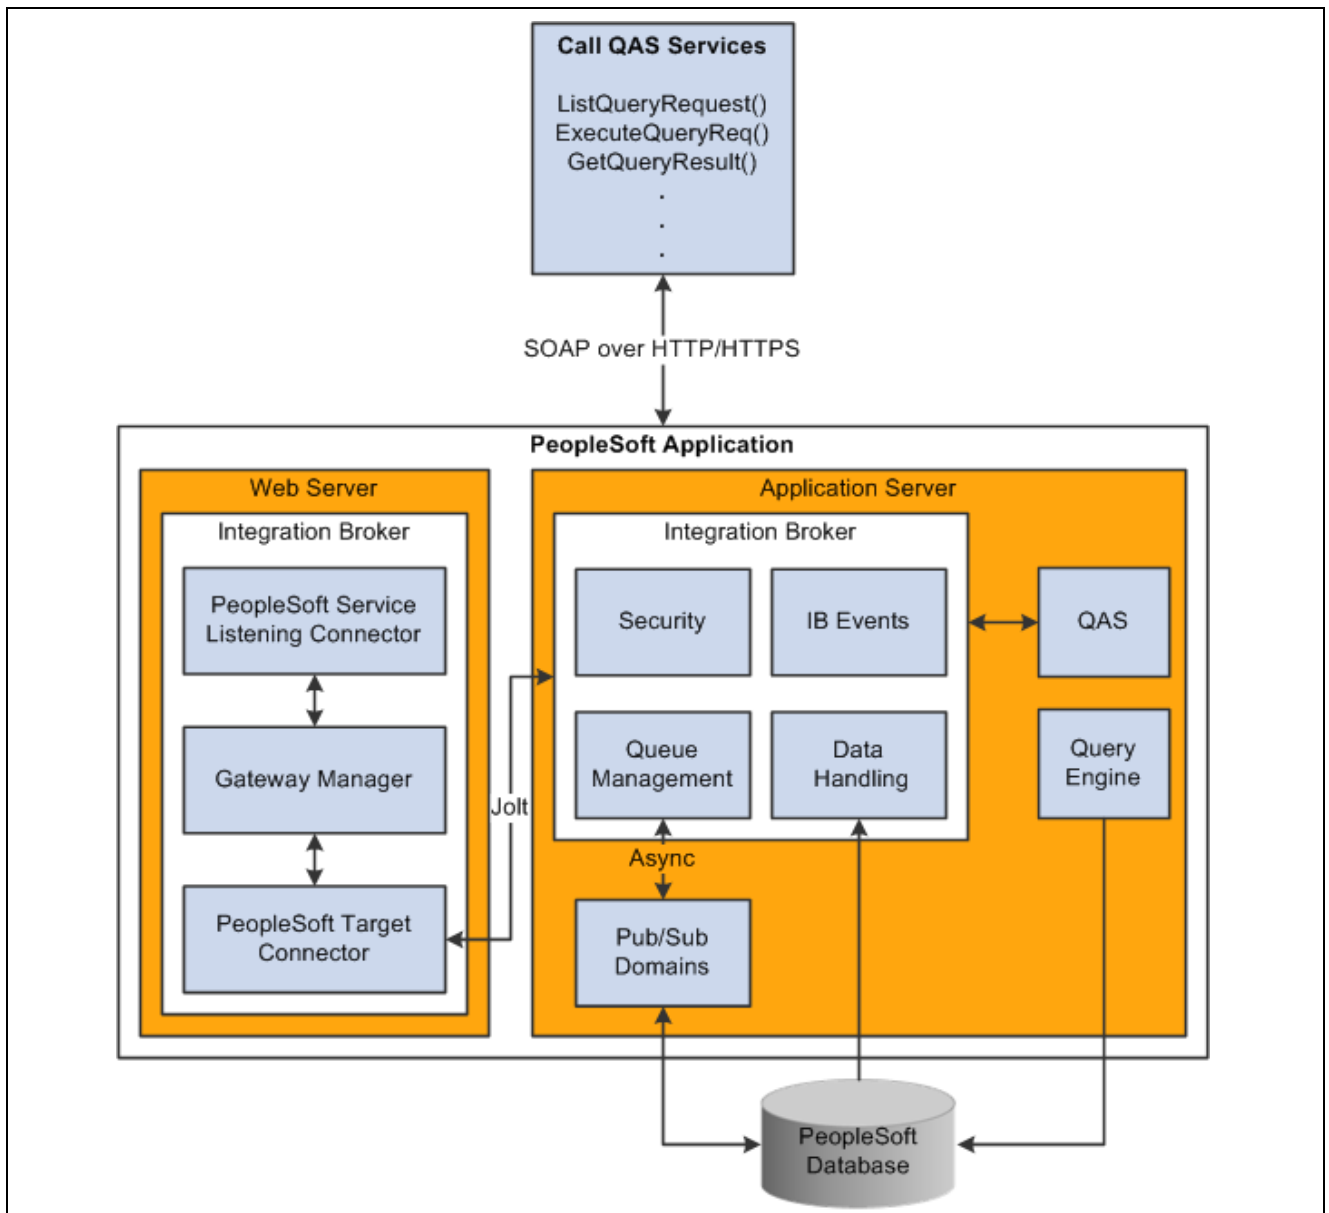 Call QAS Services
ListQueryRequest()
ExecuteQueryReq()
GetQueryResult()
.
.
.
SOAP over HTTP/HTTPS
PeopleSoft Application
Web Server
Integration Broker
PeopleSoft Service
Listening Connector
Gateway Manager
PeopleSoft Target
Connector
Jolt
Application Server
Integration Broker
Security
IB Events
QAS
Queue
Management
Data
Handling
Query
Engine
Async
Pub/Sub
Domains
PeopleSoft
Database